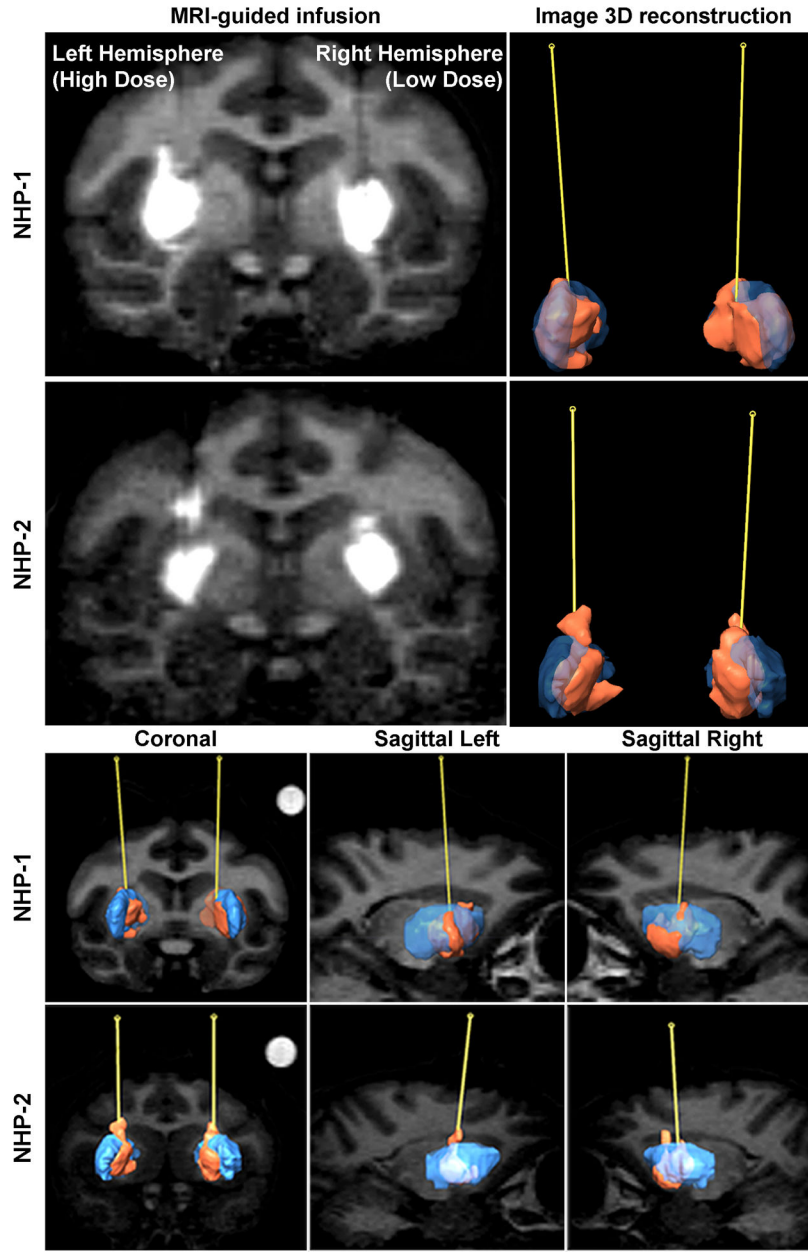 MRI-guided infusion
Image 3D reconstruction
Left Hemisphere
(High Dose)
Right Hemisphere
(Low Dose)
NHP-1
NHP-2
Coronal
Sagittal Left
Sagittal Right
NHP-1
NHP-2